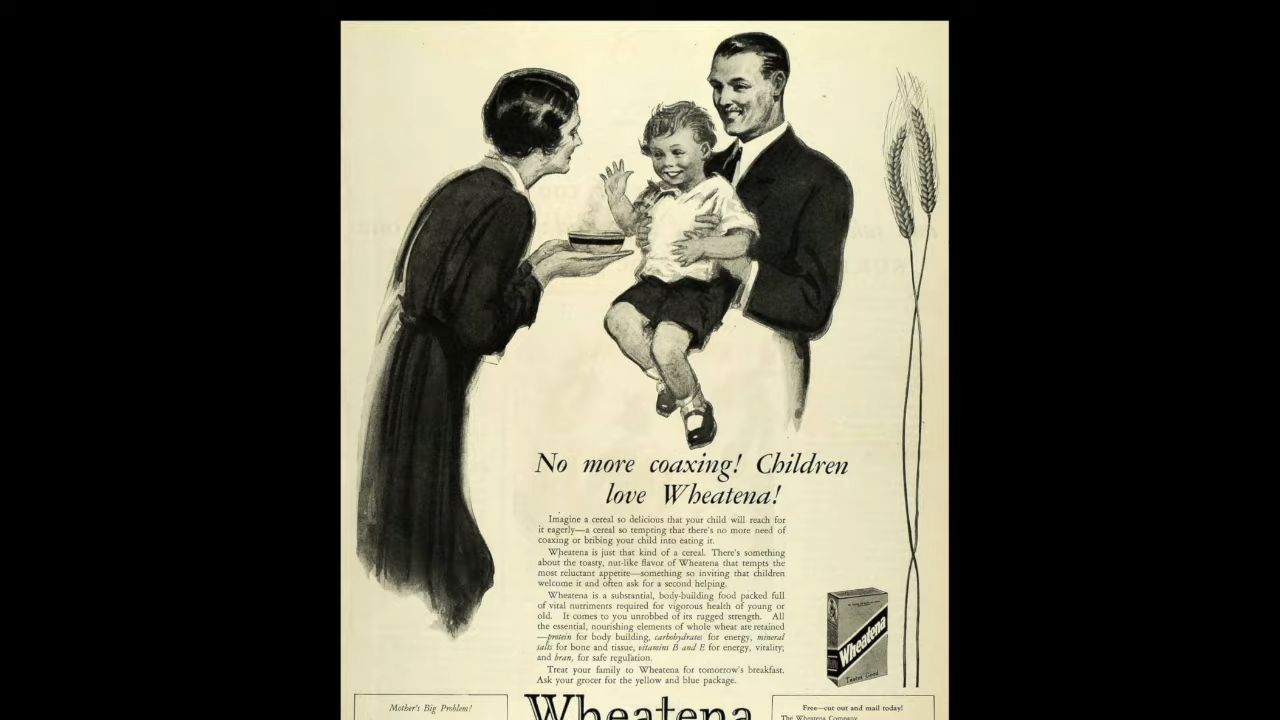 No more coaxing! Children
love Wheatena!
Imagine a cereal so delicious that your child will reach for
it eagerly—a cereal so tempting that there's no more need of
coaxing or bribing your child into eating it.
Wheatena is just that kind of a cereal. There's something
about the toasty, nut-like flavor of Wheatena that tempts the
most reluctant appetite—something so inviting that children
welcome it and often ask for a second helping.
Wheatena is a substantial, body-building food packed full
of vital nutriments required for vigorous health of young or
old. It comes to you unrobbed of its rugged strength. All
the essential, nourishing elements of whole wheat are retained
—protein for body building, carbohydrates for energy, mineral
salts for bone and tissue, vitamins B and E for energy, vitality;
and bran, for safe regulation.
Treat your family to Wheatena for tomorrow's breakfast.
Ask your grocer for the yellow and blue package.
Wheatena
Tastes Good
Mother's Big Problem!
Wheatena
Free—cut out and mail today!
The Wheatena Company